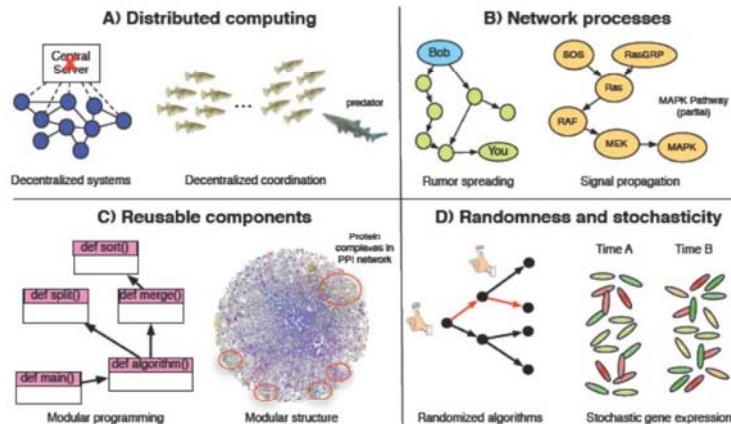 A) Distributed computing
Central
Server
predator
Decentralized systems
Decentralized coordination
B) Network processes
Bob
You
Rumor spreading
SOS
RasGRP
Ras
RAF
MEK
MAPK
MAPK Pathway
(partial)
Signal propagation
C) Reusable components
def sort()
def split()
def merge()
def main()
def algorithm()
Modular programming
Protein
complexes in
PPI network
Modular structure
D) Randomness and stochasticity
Randomized algorithms
Time A
Time B
Stochastic gene expression